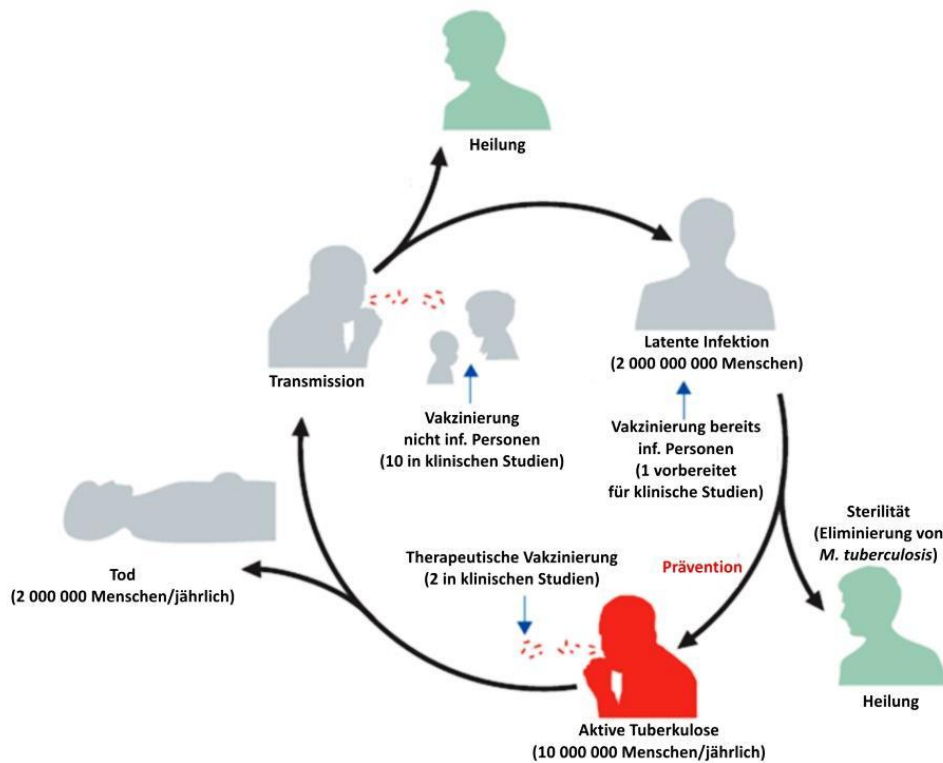 Heilung
Latente Infektion
(2 000 000 000 Menschen)
Transmission
Vakzinierung
nicht inf. Personen
(10 in klinischen Studien)
Vakzinierung bereits
inf. Personen
(1 vorbereitet
für klinische Studien)
Sterilität
(Eliminierung von
M. tuberculosis)
Therapeutische Vakzinierung
(2 in klinischen Studien)
Prävention
Tod
(2 000 000 Menschen/jährlich)
Heilung
Aktive Tuberkulose
(10 000 000 Menschen/jährlich)